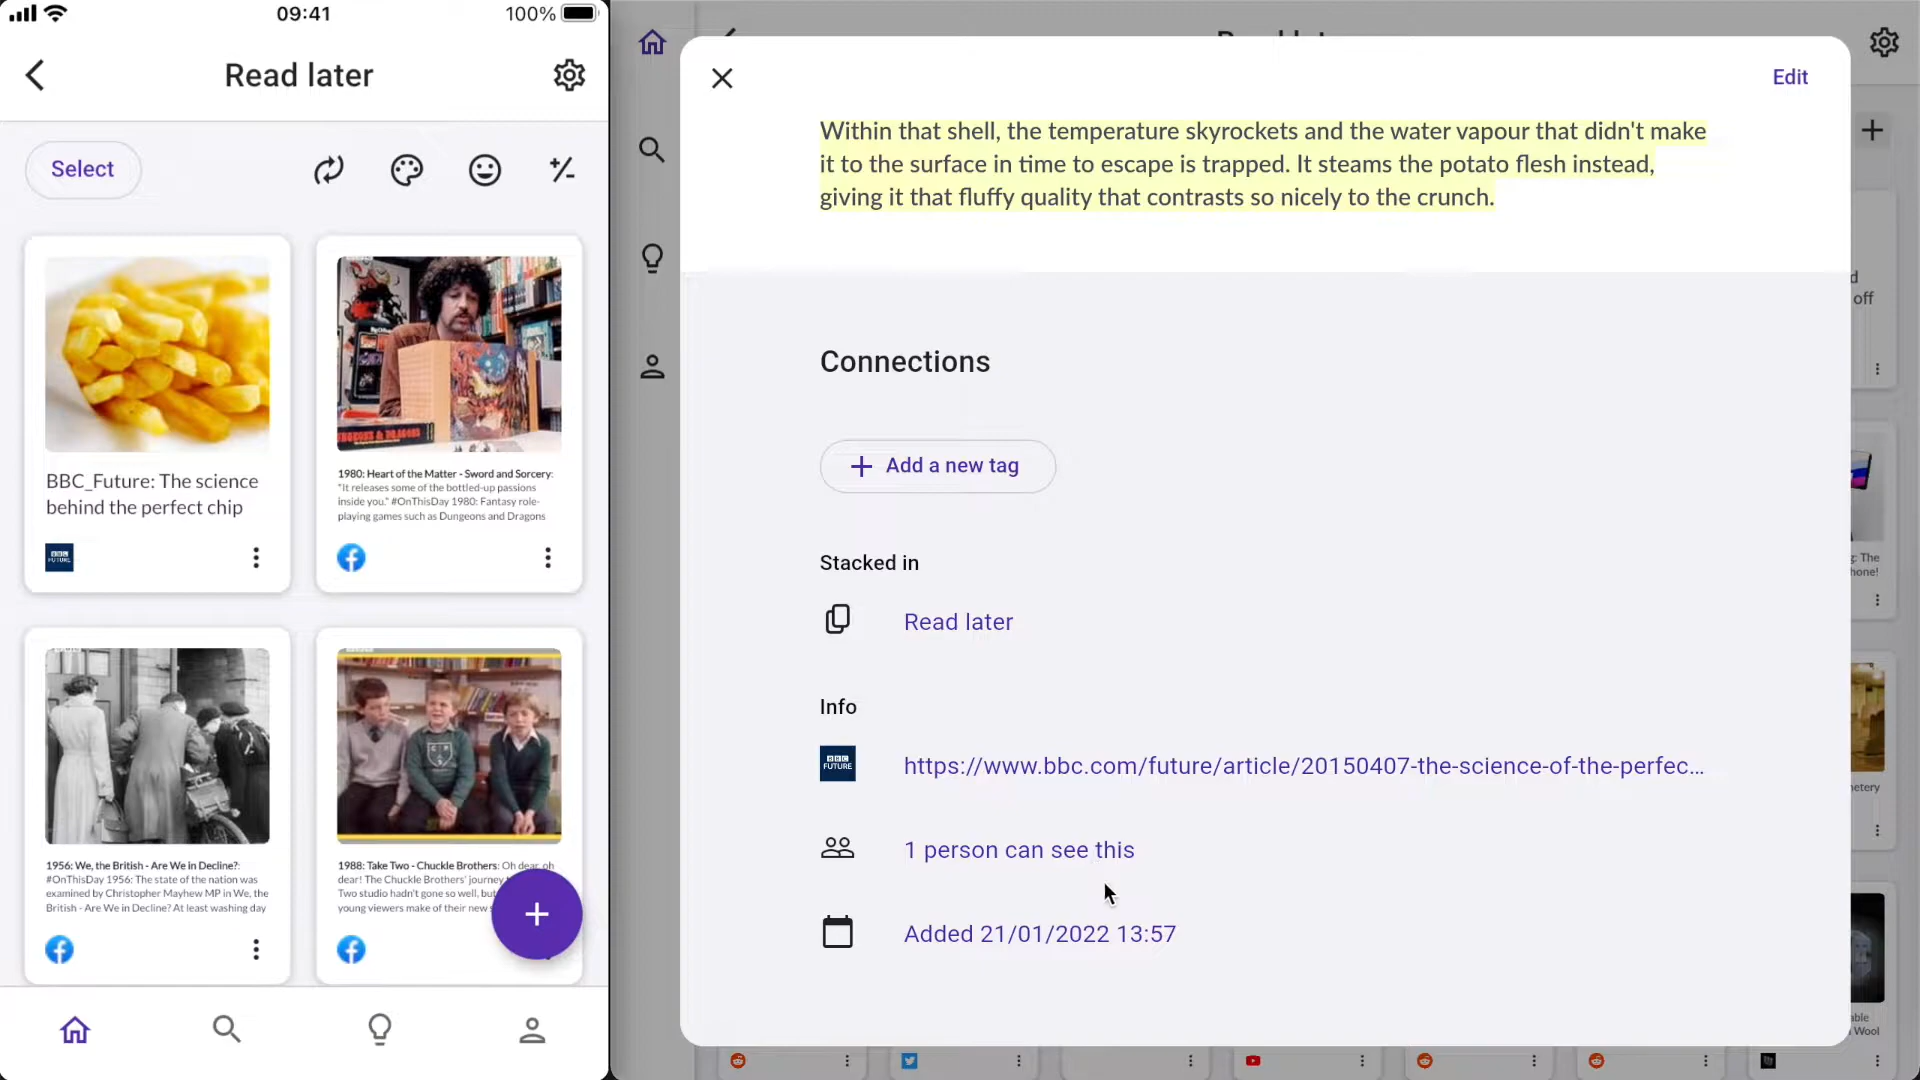 09:41
100%
Read later
Select
BBC_Future: The science
behind the perfect chip
BBC
FUTURE
1980: Heart of the Matter - Sword and Sorcery:
"It releases some of the bottled-up passions
inside you." #OnThisDay 1980: Fantasy role-
playing games such as Dungeons and Dragons
1956: We, the British - Are We in Decline?:
#OnThisDay 1956: The state of the nation was
examined by Christopher Mayhew MP in We, the
British - Are We in Decline? At least washing day
1988: Take Two - Chuckle Brothers: Oh dear, oh
dear! The Chuckle Brothers' journey
Two studio hadn't gone so well, but
young viewers make of their new
Edit
Within that shell, the temperature skyrockets and the water vapour that didn't make
it to the surface in time to escape is trapped. It steams the potato flesh instead,
giving it that fluffy quality that contrasts so nicely to the crunch.
Connections
Add a new tag
Stacked in
Read later
Info
BBC
FUTURE
https://www.bbc.com/future/article/20150407-the-science-of-the-perfec...
1 person can see this
Added 21/01/2022 13:57
off
g: The
hone!
netery
able
Wool